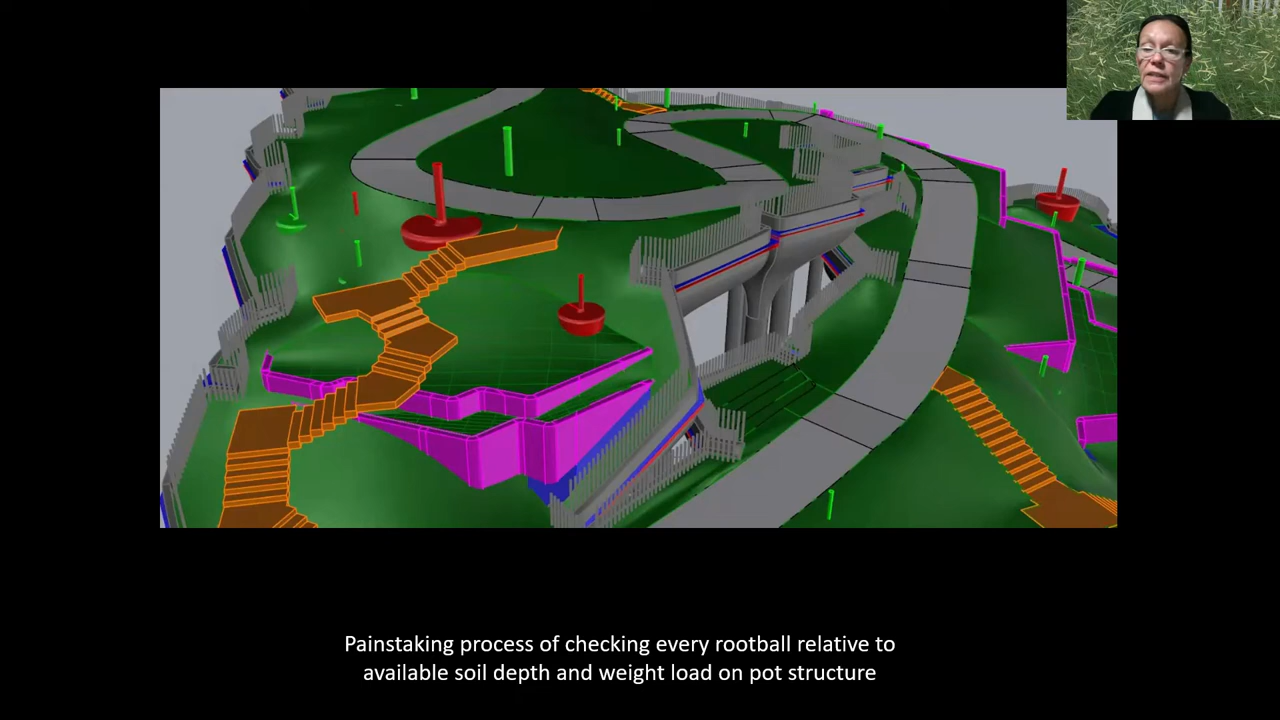 Painstaking process of checking every rootball relative to
available soil depth and weight load on pot structure